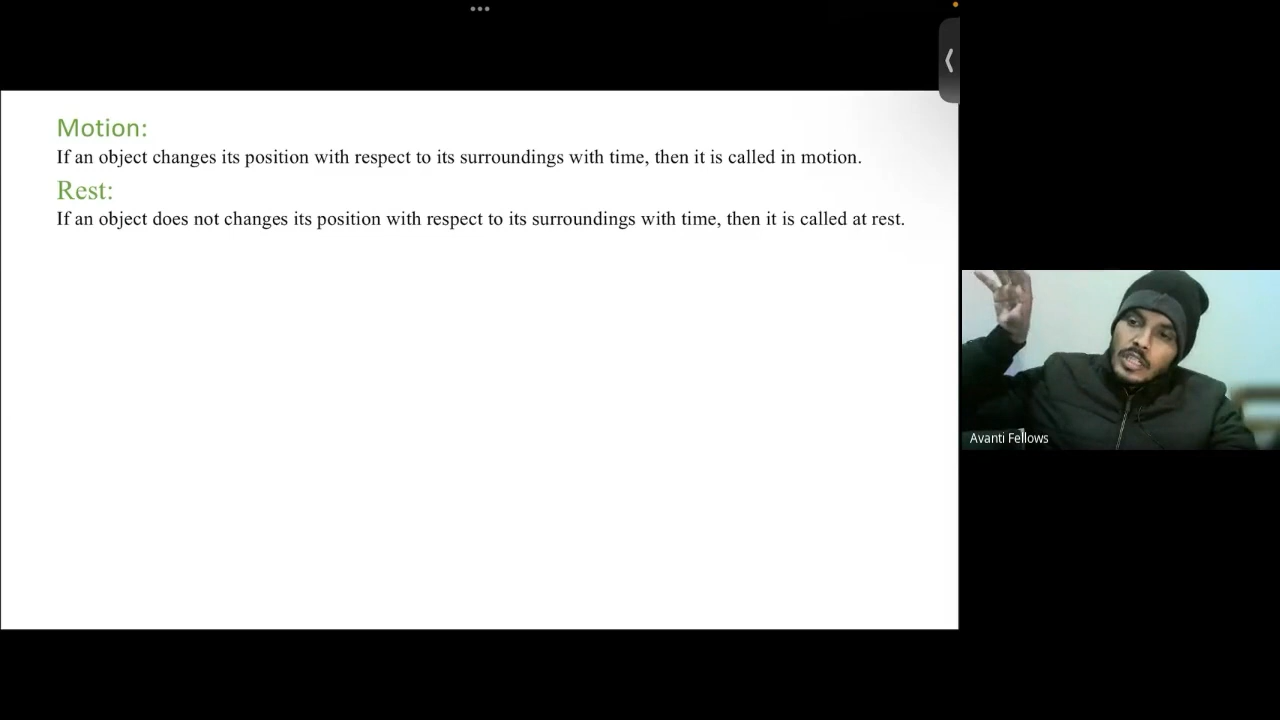 Motion:
If an object changes its position with respect to its surroundings with time, then it is called in motion.
Rest:
If an object does not changes its position with respect to its surroundings with time, then it is called at rest.
Avanti Fellows